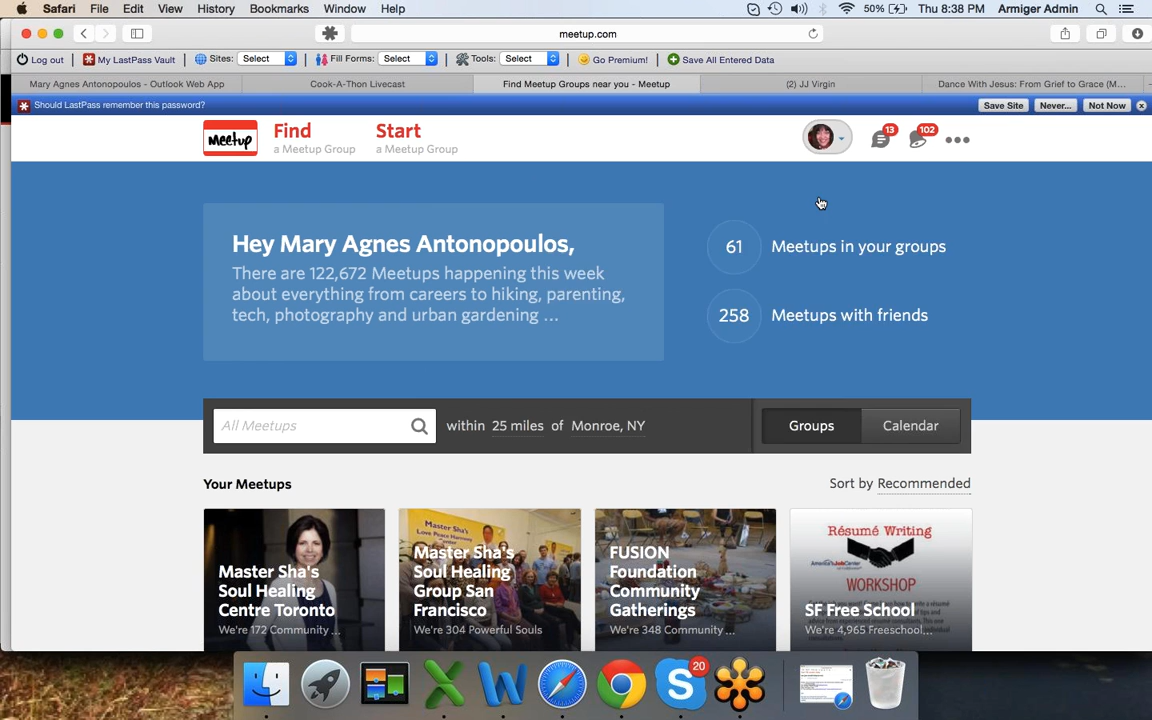 Safari File Edit View History Bookmarks Window Help 50% Thu 8:38 PM Armiger Admin
meetup.com
Log out My LastPass Vault Sites: Select Fill Forms: Select Tools: Select Go Premium! Save All Entered Data
Mary Agnes Antonopoulos - Outlook Web App Cook-A-Thon Livecast Find Meetup Groups near you - Meetup (2) JJ Virgin Dance With Jesus: From Grief to Grace (M...
Should LastPass remember this password? Save Site Never... Not Now
Meetup Find Start 13 102
a Meetup Group a Meetup Group
Hey Mary Agnes Antonopoulos,
There are 122,672 Meetups happening this week
about everything from careers to hiking, parenting,
tech, photography and urban gardening ...
61 Meetups in your groups
258 Meetups with friends
All Meetups within 25 miles of Monroe, NY Groups Calendar
Your Meetups Sort by Recommended
Master Sha's
Soul Healing
Centre Toronto
We're 172 Community ...
Master Sha's
Love Peace Harmony
Center
Master Sha's
Soul Healing
Group San
Francisco
We're 304 Powerful Souls
FUSION
Foundation
Community
Gatherings
We're 348 Community ...
Résumé Writing
America'sJobCenter
WORKSHOP
SF Free School
We're 4,965 Freeschool...
20